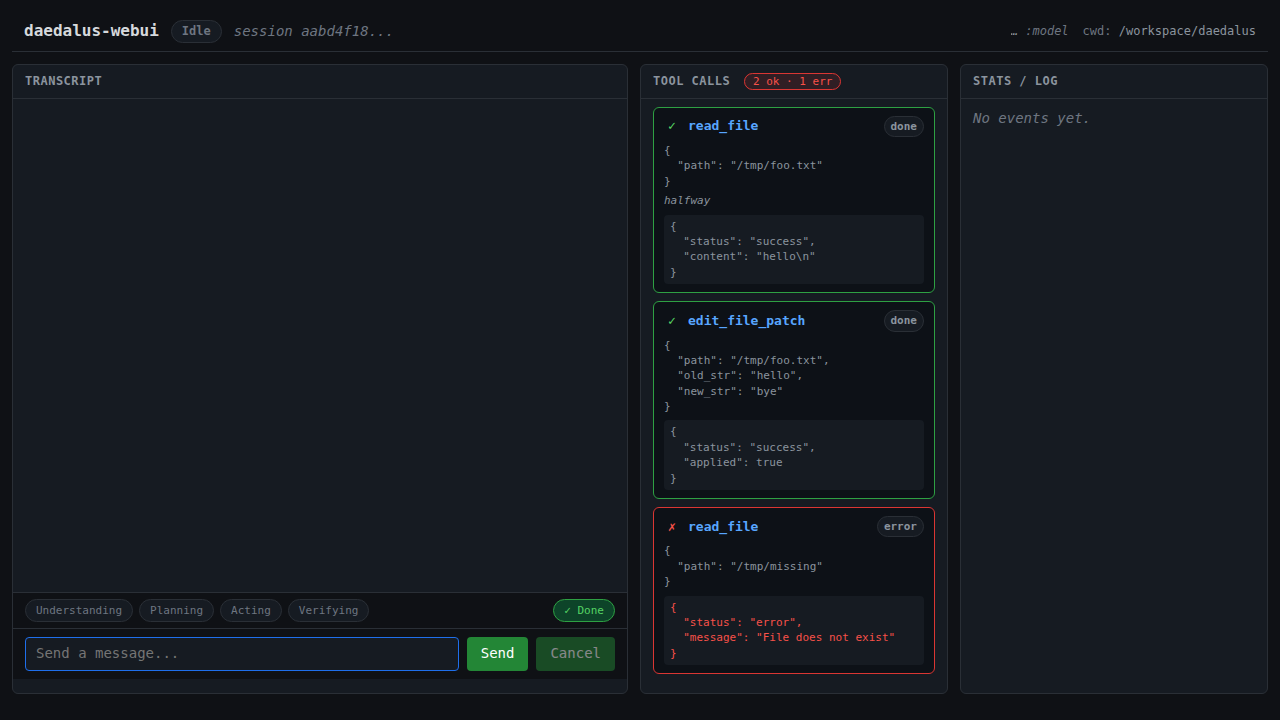 daedalus-webui Idle session aabd4f18... … :model cwd: /workspace/daedalus
TRANSCRIPT
Understanding Planning Acting Verifying ✓ Done
Send a message... Send Cancel
TOOL CALLS 2 ok · 1 err
✓ read_file done
{
  "path": "/tmp/foo.txt"
}
halfway
{
  "status": "success",
  "content": "hello\n"
}
✓ edit_file_patch done
{
  "path": "/tmp/foo.txt",
  "old_str": "hello",
  "new_str": "bye"
}
{
  "status": "success",
  "applied": true
}
✗ read_file error
{
  "path": "/tmp/missing"
}
{
  "status": "error",
  "message": "File does not exist"
}
STATS / LOG
No events yet.